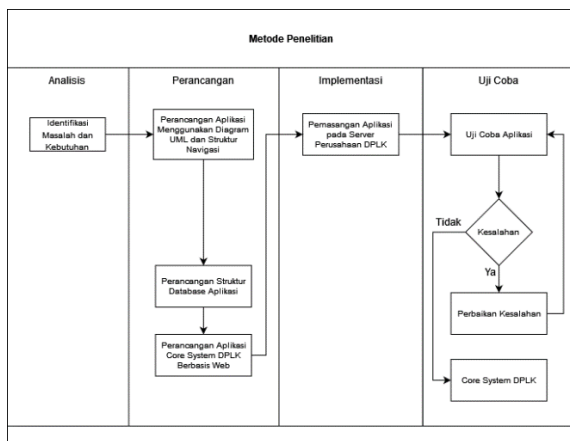 Metode Penelitian
Analisis
Perancangan
Implementasi
Uji Coba
Identifikasi
Masalah dan
Kebutuhan
Perancangan Aplikasi
Menggunakan Diagram
UML dan Struktur
Navigasi
Perancangan Struktur
Database Aplikasi
Perancangan Aplikasi
Core System DPLK
Berbasis Web
Pemasangan Aplikasi
pada Server
Perusahaan DPLK
Uji Coba Aplikasi
Kesalahan
Tidak
Ya
Perbaikan Kesalahan
Core System DPLK